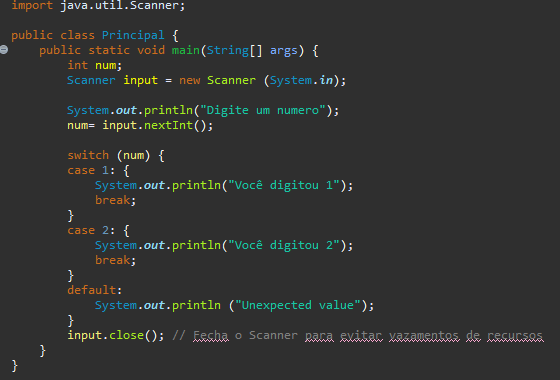 import java.util.Scanner;
public class Principal {
public static void main(String[] args) {
int num;
Scanner input = new Scanner (System.in);
System.out.println("Digite um numero");
num= input.nextInt();
switch (num) {
case 1: {
System.out.println("Você digitou 1");
break;
}
case 2: {
System.out.println("Você digitou 2");
break;
}
default:
System.out.println ("Unexpected value");
}
input.close(); // Fecha o Scanner para evitar vazamentos de recursos
}
}